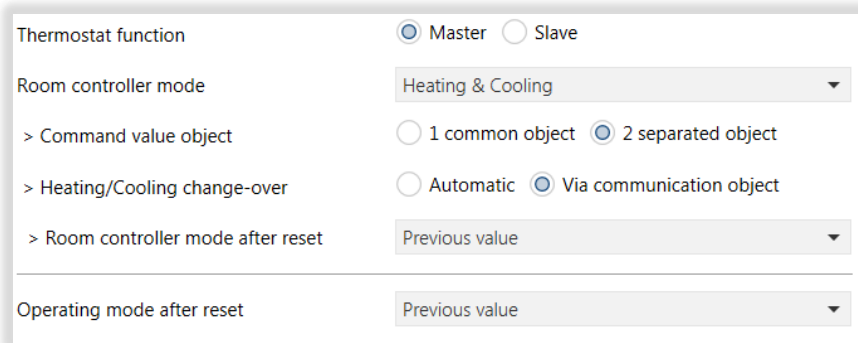 Thermostat function Master Slave
Room controller mode Heating & Cooling
> Command value object 1 common object 2 separated object
> Heating/Cooling change-over Automatic Via communication object
> Room controller mode after reset Previous value
Operating mode after reset Previous value